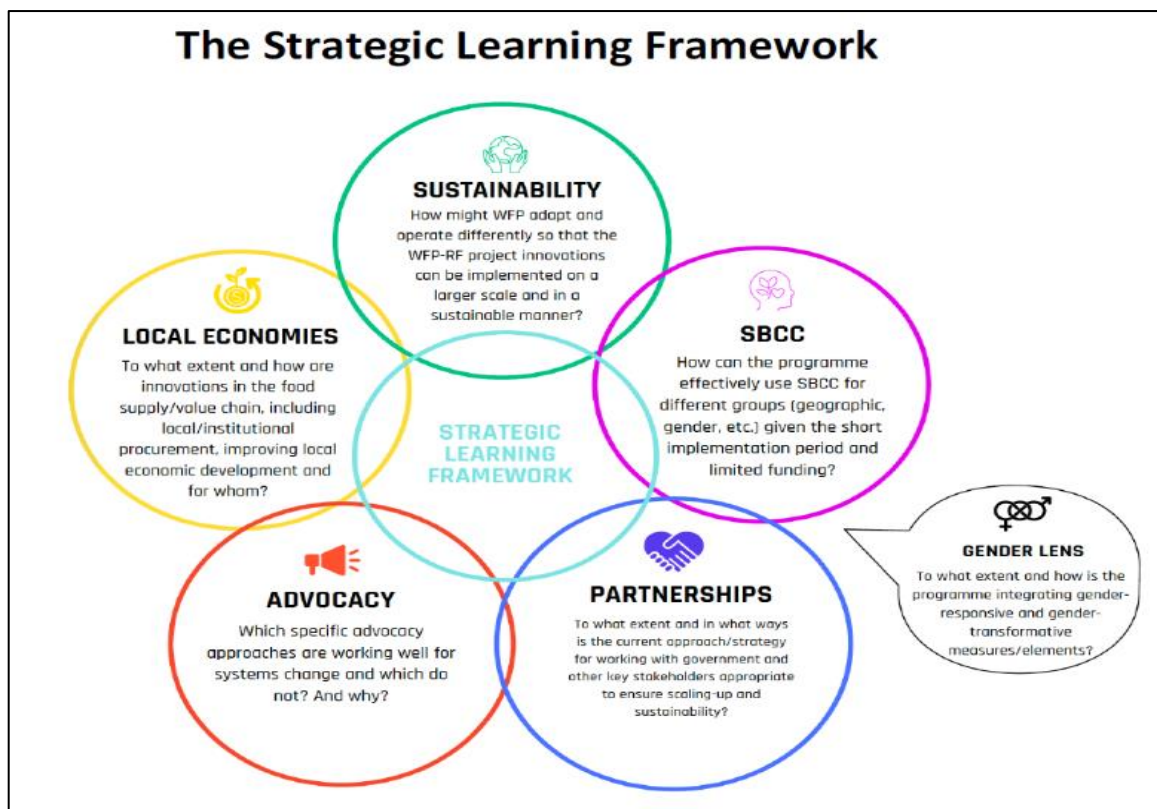 The Strategic Learning Framework
SUSTAINABILITY
How might WFP adapt and
operate differently so that the
WFP-RF project innovations
can be implemented on a
larger scale and in a
sustainable manner?
LOCAL ECONOMIES
To what extent and how are
innovations in the food
supply/value chain, including
local/institutional
procurement, improving local
economic development and
for whom?
SBCC
How can the programme
effectively use SBCC for
different groups (geographic,
gender, etc.) given the short
implementation period and
limited funding?
STRATEGIC
LEARNING
FRAMEWORK
ADVOCACY
Which specific advocacy
approaches are working well for
systems change and which do
not? And why?
PARTNERSHIPS
To what extent and in what ways
is the current approach/strategy
for working with government and
other key stakeholders appropriate
to ensure scaling-up and
sustainability?
GENDER LENS
To what extent and how is the
programme integrating gender-
responsive and gender-
transformative
measures/elements?